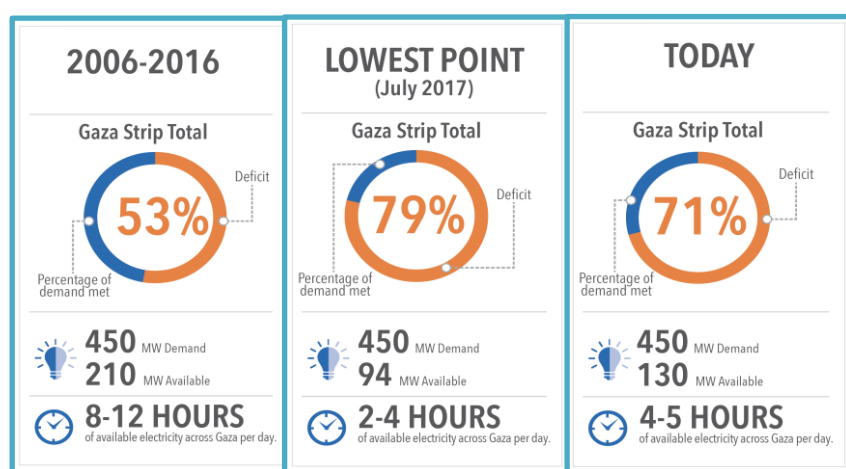 2006-2016
Gaza Strip Total
53%
Deficit
Percentage of
demand met
450 MW Demand
210 MW Available
8-12 HOURS
of available electricity across Gaza per day.
LOWEST POINT
(July 2017)
Gaza Strip Total
79%
Deficit
Percentage of
demand met
450 MW Demand
94 MW Available
2-4 HOURS
of available electricity across Gaza per day.
TODAY
Gaza Strip Total
71%
Deficit
Percentage of
demand met
450 MW Demand
130 MW Available
4-5 HOURS
of available electricity across Gaza per day.